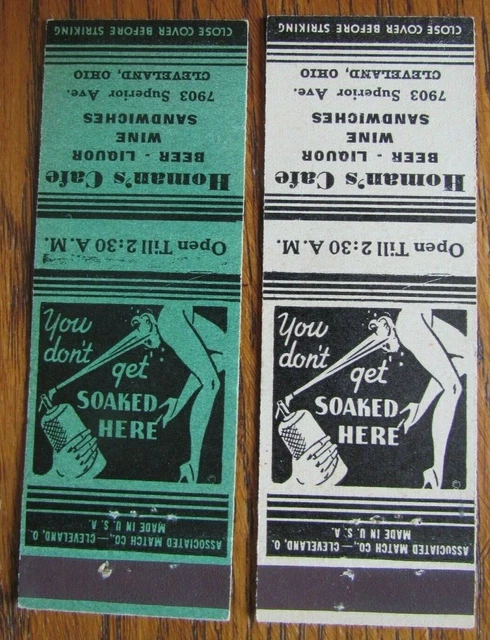 CLOSE COVER BEFORE STRIKING
7903 Superior Ave.
CLEVELAND, OHIO
BEER - LIQUOR
WINE
SANDWICHES
Homan's Cafe
Open Till 2:30 A.M.
You
don't
get
SOAKED
HERE
ASSOCIATED MATCH CO., — CLEVELAND, O.
MADE IN U. S. A.
CLOSE COVER BEFORE STRIKING
7903 Superior Ave.
CLEVELAND, OHIO
BEER - LIQUOR
WINE
SANDWICHES
Homan's Cafe
Open Till 2:30 A.M.
You
don't
get
SOAKED
HERE
ASSOCIATED MATCH CO., — CLEVELAND, O.
MADE IN U. S. A.